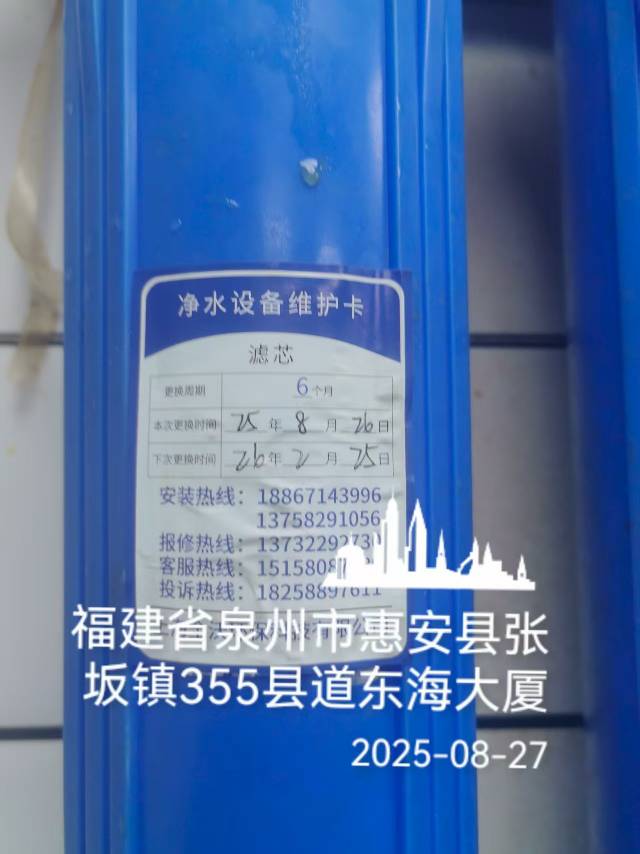 净水设备维护卡
滤芯
更换周期 6个月
本次更换时间 25年8月26日
下次更换时间 26年2月25日
安装热线：18867143996
13758291056
报修热线：137322927
客服热线：1515808
投诉热线：18258897611
福建省泉州市惠安县张
坂镇355县道东海大厦
2025-08-27